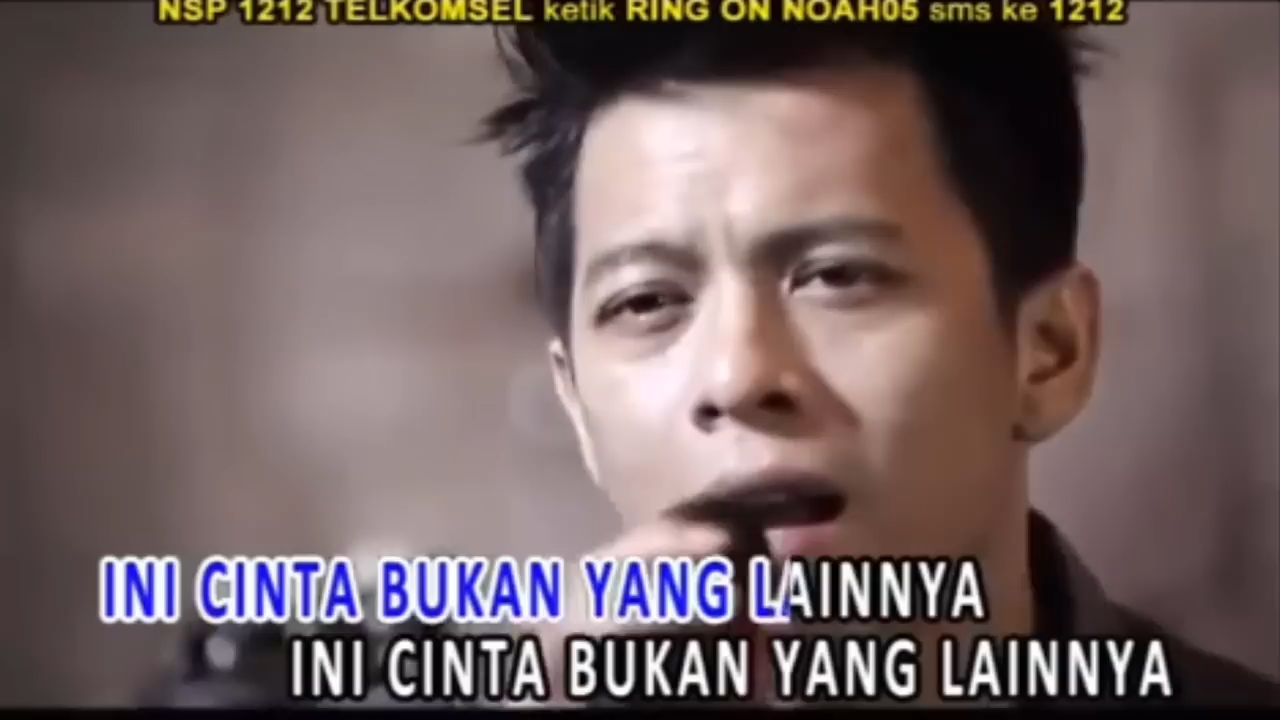 NSP 1212 TELKOMSEL ketik RING ON NOAH05 sms ke 1212
INI CINTA BUKAN YANG LAINNYA
INI CINTA BUKAN YANG LAINNYA